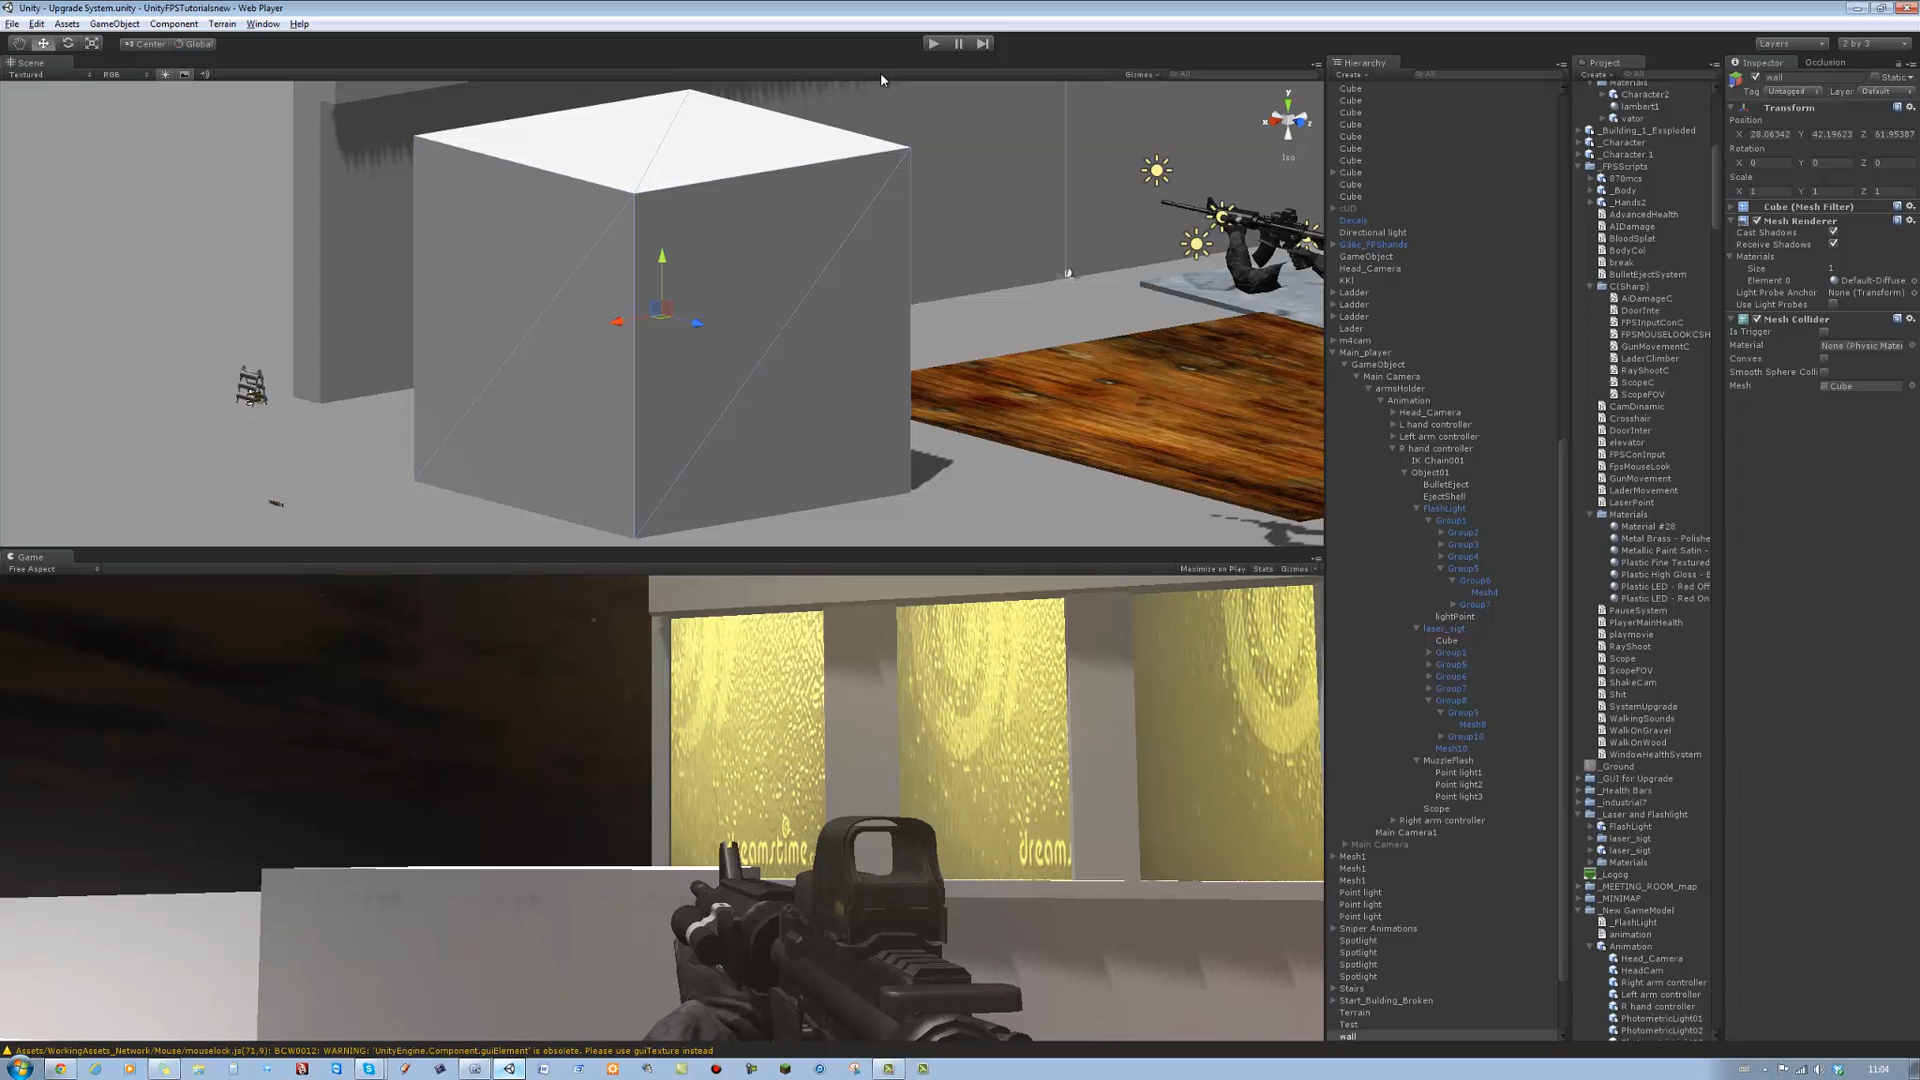 Unity - Upgrade System.unity - UnityFPSTutorialsnew - Web Player
File Edit Assets GameObject Component Terrain Window Help
Center Global
Layers 2 by 3
Scene
Textured RGB Gizmos All
y
x z
Iso
Game
Free Aspect Maximize on Play Stats Gizmos
eamstime
dreams
Hierarchy
Create All
Cube
Cube
Cube
Cube
Cube
Cube
Cube
Cube
Cube
Cube
cUD
Decals
Directional light
G36c_FPShands
GameObject
Head_Camera
KKl
Ladder
Ladder
Ladder
Lader
m4cam
Main_player
GameObject
Main Camera
armsHolder
Animation
Head_Camera
L hand controller
Left arm controller
R hand controller
IK Chain001
Object01
BulletEject
EjectShell
FlashLight
Group1
Group2
Group3
Group4
Group5
Group6
Mesh4
Group7
lightPoint
laser_sigt
Cube
Group1
Group5
Group6
Group7
Group8
Group9
Mesh8
Group10
Mesh10
MuzzleFlash
Point light1
Point light2
Point light3
Scope
Right arm controller
Main Camera1
Main Camera
Mesh1
Mesh1
Mesh1
Point light
Point light
Point light
Sniper Animations
Spotlight
Spotlight
Spotlight
Spotlight
Stairs
Start_Bulding_Broken
Terrain
Test
wall
Project
Create All
Materials
Character2
lambert1
vator
_Building_1_Exsploded
_Character
_Character 1
_FPSScripts
870mcs
_Body
_Hands2
AdvancedHealth
AIDamage
BloodSplat
BodyCol
break
BulletEjectSystem
C(Sharp)
AiDamageC
DoorInte
FPSInputConC
FPSMOUSELOOKCSH
GunMovementC
LaderClimber
RayShootC
ScopeC
ScopeFOV
CamDinamic
Crosshair
DoorInter
elevator
FPSConInput
FpsMouseLook
GunMovement
LaderMovement
LaserPoint
Materials
Material #28
Metal Brass - Polishe
Metallic Paint Satin -
Plastic Fine Textured
Plastic High Gloss - B
Plastic LED - Red Off
Plastic LED - Red On
PauseSystem
PlayerMainHealth
playmovie
RayShoot
Scope
ScopeFOV
ShakeCam
Shit
SystemUpgrade
WalkingSounds
WalkOnGravel
WalkOnWood
WindowHealthSystem
_Ground
_GUI for Upgrade
_Health Bars
_industrial7
_Laser and Flashlight
FlashLight
laser_sigt
laser_sigt
Materials
_Logog
_MEETING_ROOM_map
_MINIMAP
_New GameModel
_FlashLight
animation
Animation
Head_Camera
HeadCam
Right arm controller
Left arm controller
R hand controller
PhotometricLight01
PhotometricLight02
Inspector Occlusion
wall Static
Tag Untagged Layer Default
Transform
Position
X 28.06342 Y 42.19623 Z 61.95387
Rotation
X 0 Y 0 Z 0
Scale
X 1 Y 1 Z 1
Cube (Mesh Filter)
Mesh Renderer
Cast Shadows
Receive Shadows
Materials
Size 1
Element 0 Default-Diffuse
Light Probe Anchor None (Transform)
Use Light Probes
Mesh Collider
Is Trigger
Material None (Physic Mater
Convex
Smooth Sphere Colli
Mesh Cube
Assets/WorkingAssets_Network/Mouse/mouselock.js(71,9): BCW0012: WARNING: 'UnityEngine.Component.guiElement' is obsolete. Please use guiTexture instead
11:04